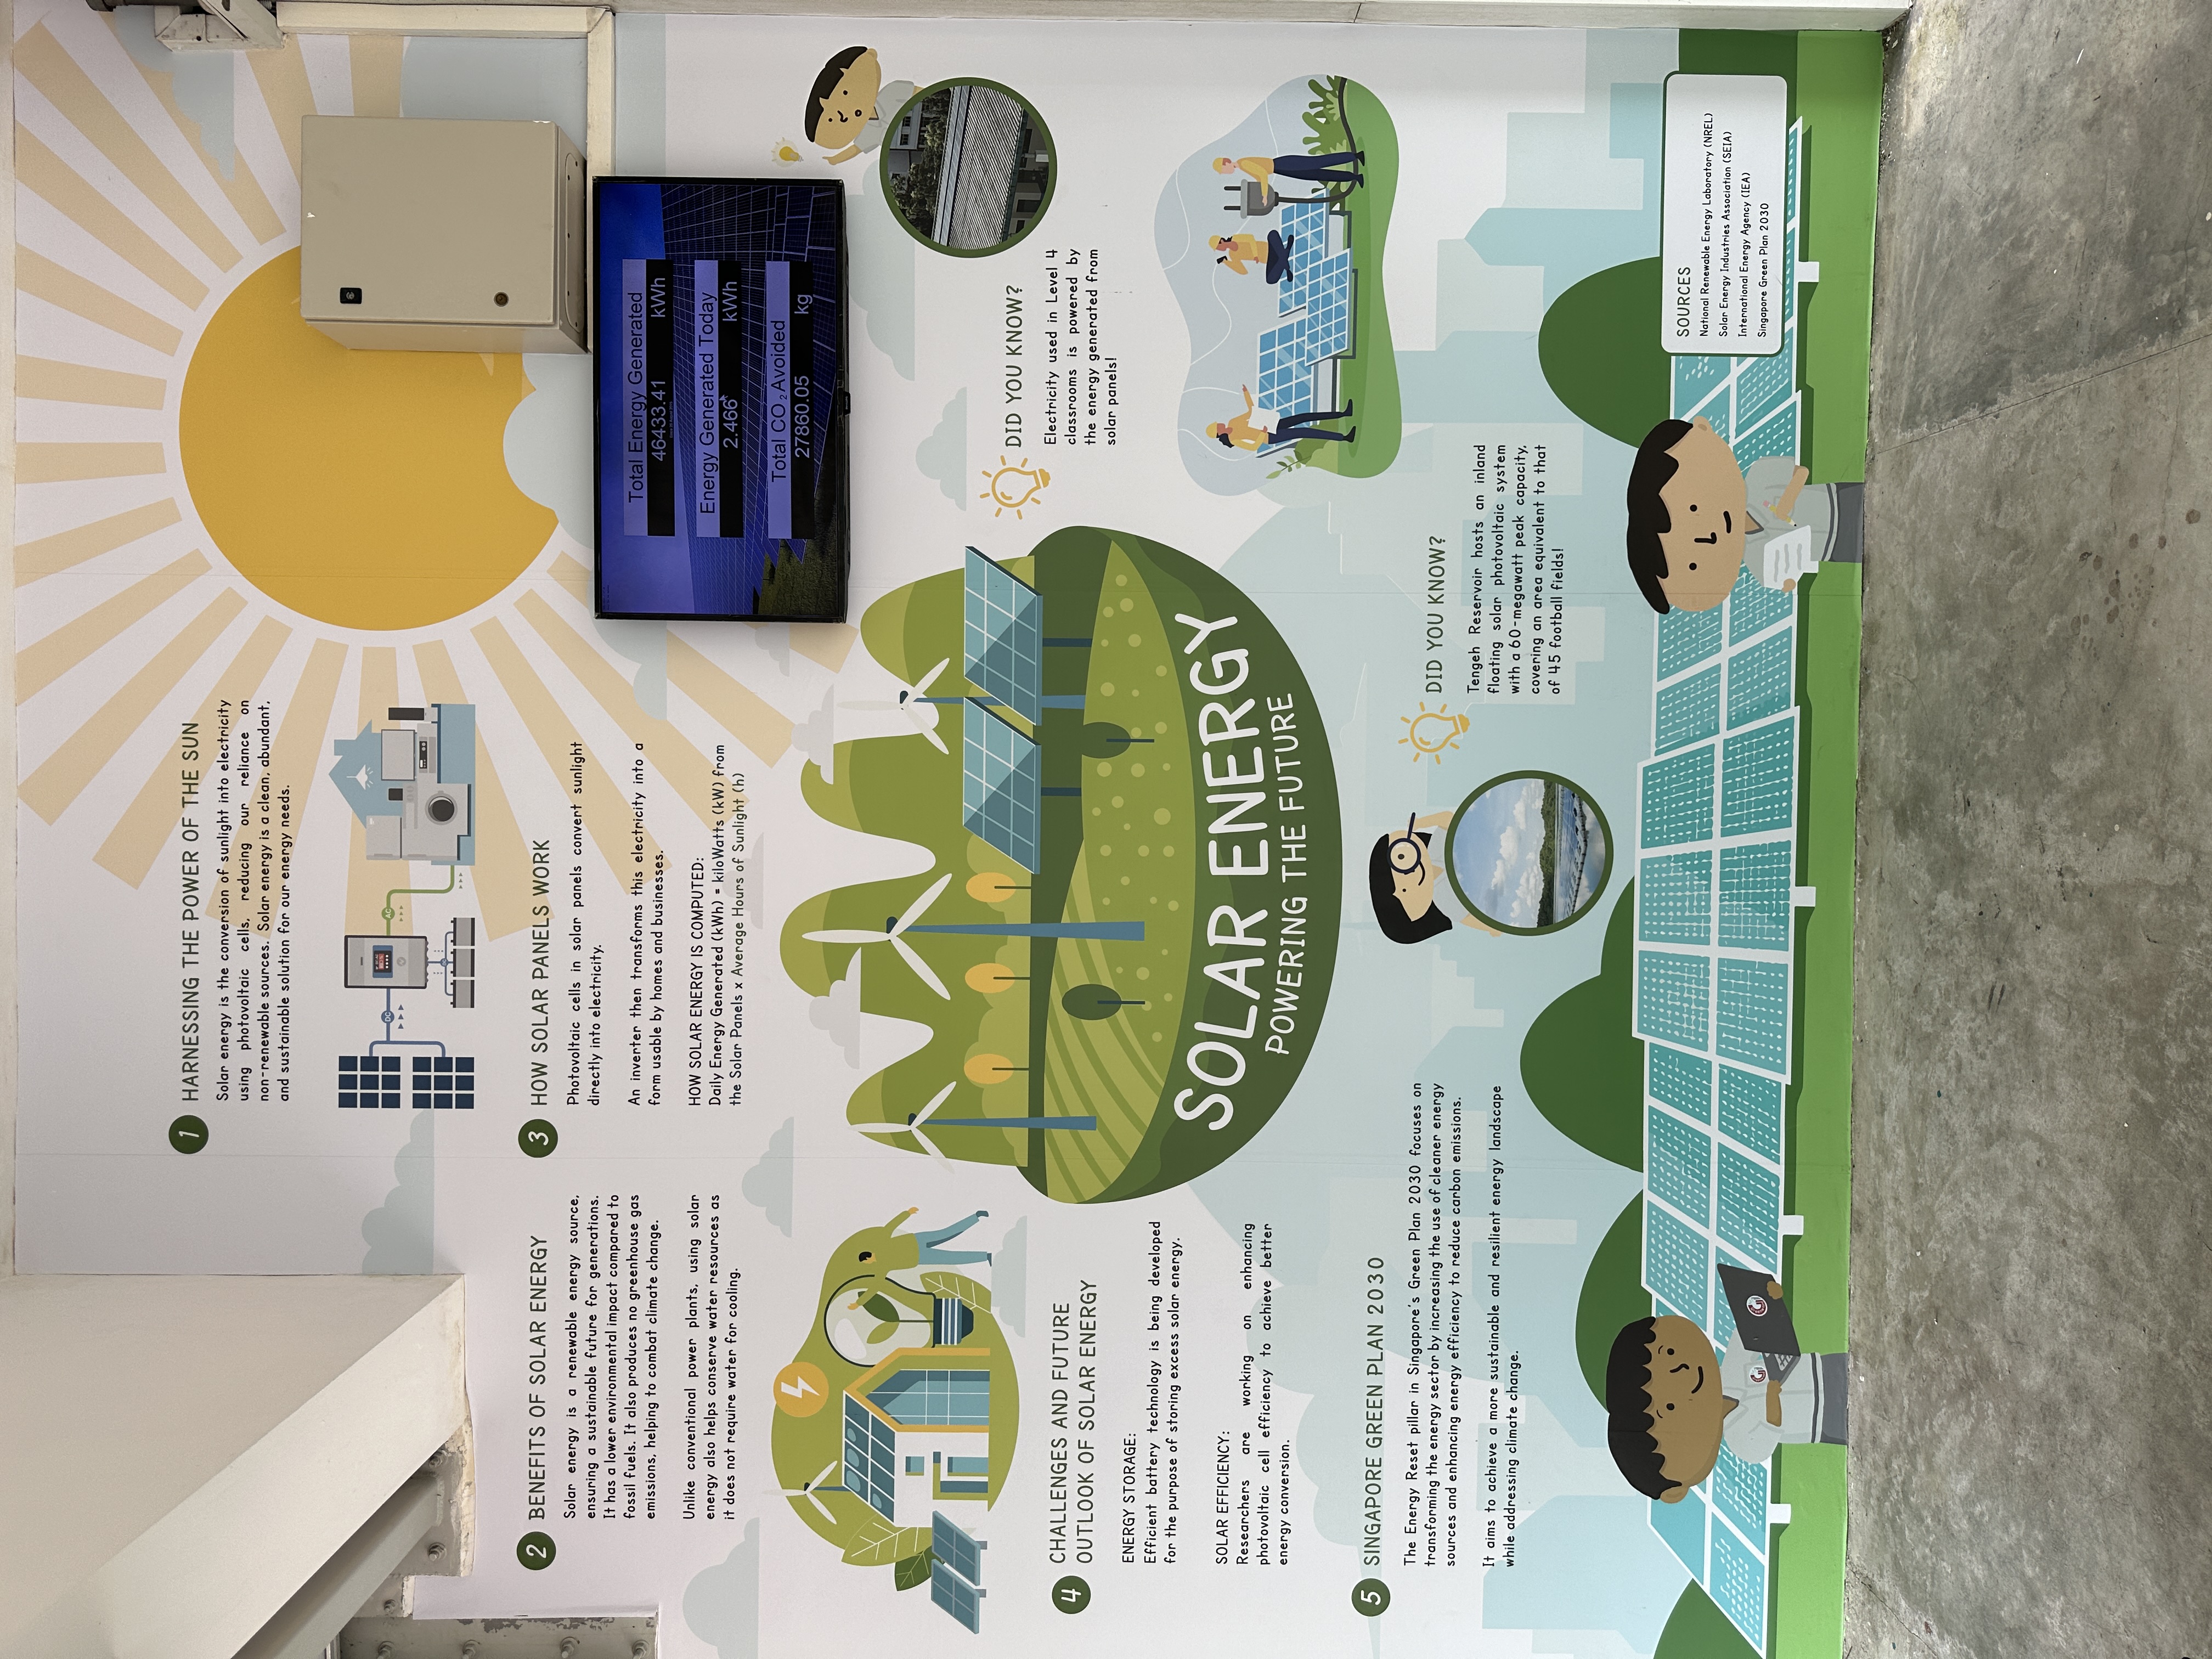 1 HARNESSING THE POWER OF THE SUN
Solar energy is the conversion of sunlight into electricity
using photovoltaic cells, reducing our reliance on
non-renewable sources. Solar energy is a clean, abundant,
and sustainable solution for our energy needs.
DC
AC
2 BENEFITS OF SOLAR ENERGY
Solar energy is a renewable energy source,
ensuring a sustainable future for generations.
It has a lower environmental impact compared to
fossil fuels. It also produces no greenhouse gas
emissions, helping to combat climate change.
Unlike conventional power plants, using solar
energy also helps conserve water resources as
it does not require water for cooling.
3 HOW SOLAR PANELS WORK
Photovoltaic cells in solar panels convert sunlight
directly into electricity.
An inverter then transforms this electricity into a
form usable by homes and businesses.
HOW SOLAR ENERGY IS COMPUTED:
Daily Energy Generated (kWh) = kiloWatts (kW) from
the Solar Panels x Average Hours of Sunlight (h)
Total Energy Generated
46433.41 kWh
Energy Generated Today
2.466 kWh
Total CO₂ Avoided
27860.05 kg
DID YOU KNOW?
Electricity used in Level 4
classrooms is powered by
the energy generated from
solar panels!
4 CHALLENGES AND FUTURE
OUTLOOK OF SOLAR ENERGY
ENERGY STORAGE:
Efficient battery technology is being developed
for the purpose of storing excess solar energy.
SOLAR EFFICIENCY:
Researchers are working on enhancing
photovoltaic cell efficiency to achieve better
energy conversion.
SOLAR ENERGY
POWERING THE FUTURE
5 SINGAPORE GREEN PLAN 2030
The Energy Reset pillar in Singapore's Green Plan 2030 focuses on
transforming the energy sector by increasing the use of cleaner energy
sources and enhancing energy efficiency to reduce carbon emissions.
It aims to achieve a more sustainable and resilient energy landscape
while addressing climate change.
DID YOU KNOW?
Tengeh Reservoir hosts an inland
floating solar photovoltaic system
with a 60-megawatt peak capacity,
covering an area equivalent to that
of 45 football fields!
SOURCES
National Renewable Energy Laboratory (NREL)
Solar Energy Industries Association (SEIA)
International Energy Agency (IEA)
Singapore Green Plan 2030